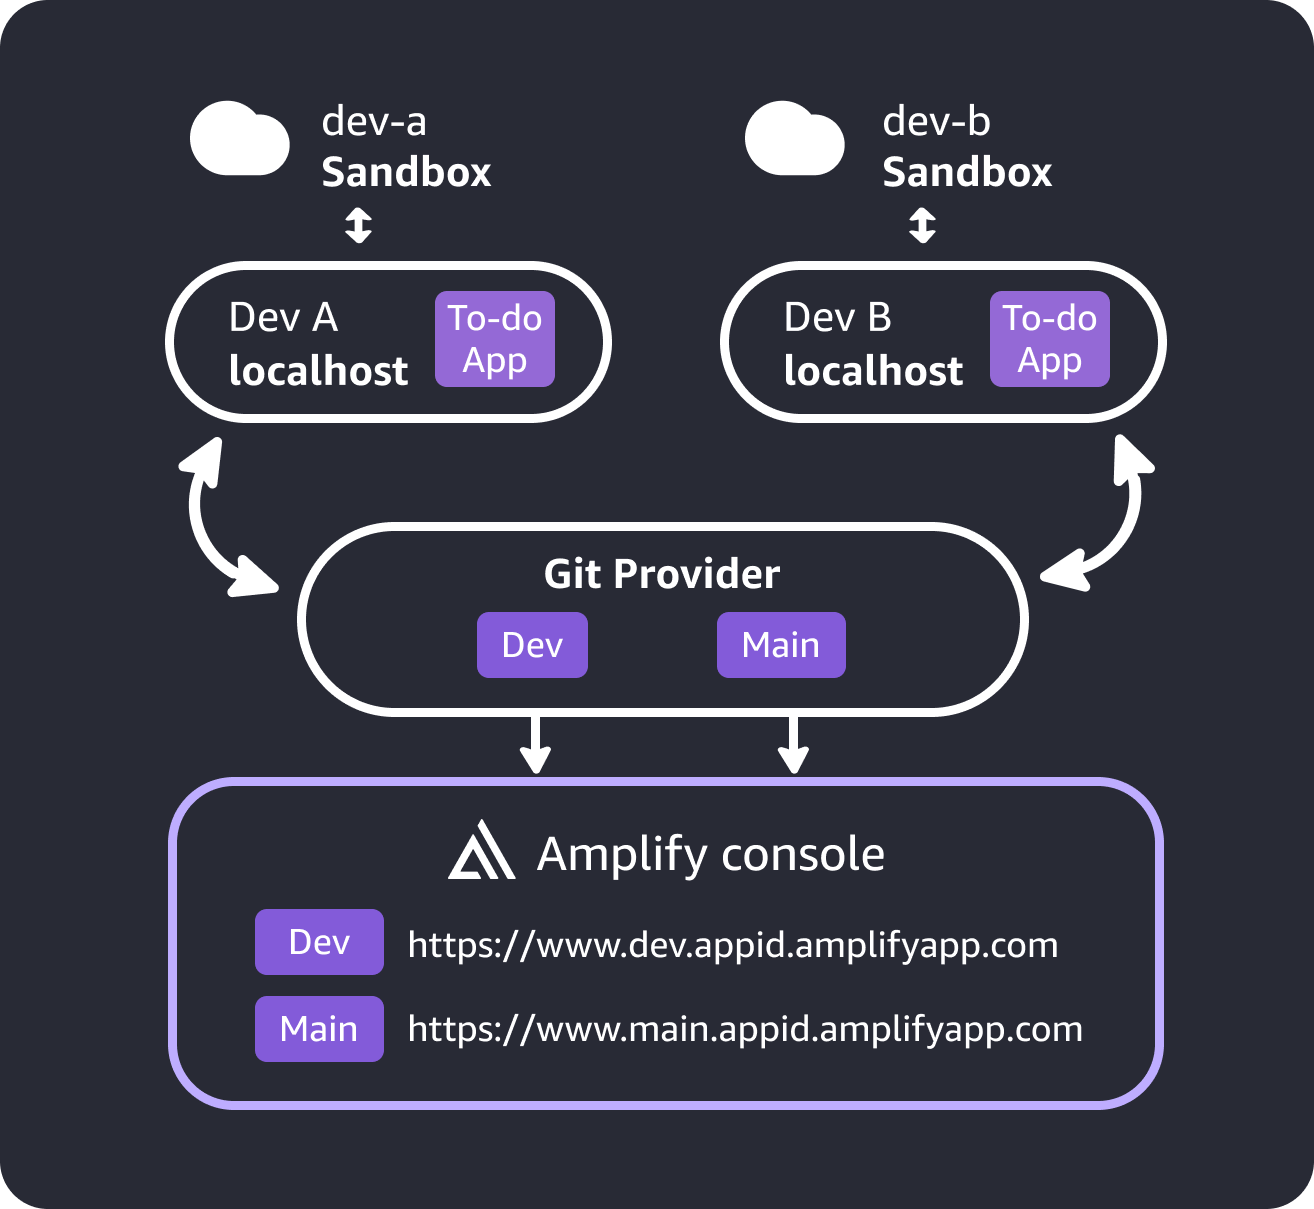 dev-a
Sandbox
dev-b
Sandbox
Dev A
localhost
To-do
App
Dev B
localhost
To-do
App
Git Provider
Dev
Main
Amplify console
Dev https://www.dev.appid.amplifyapp.com
Main https://www.main.appid.amplifyapp.com